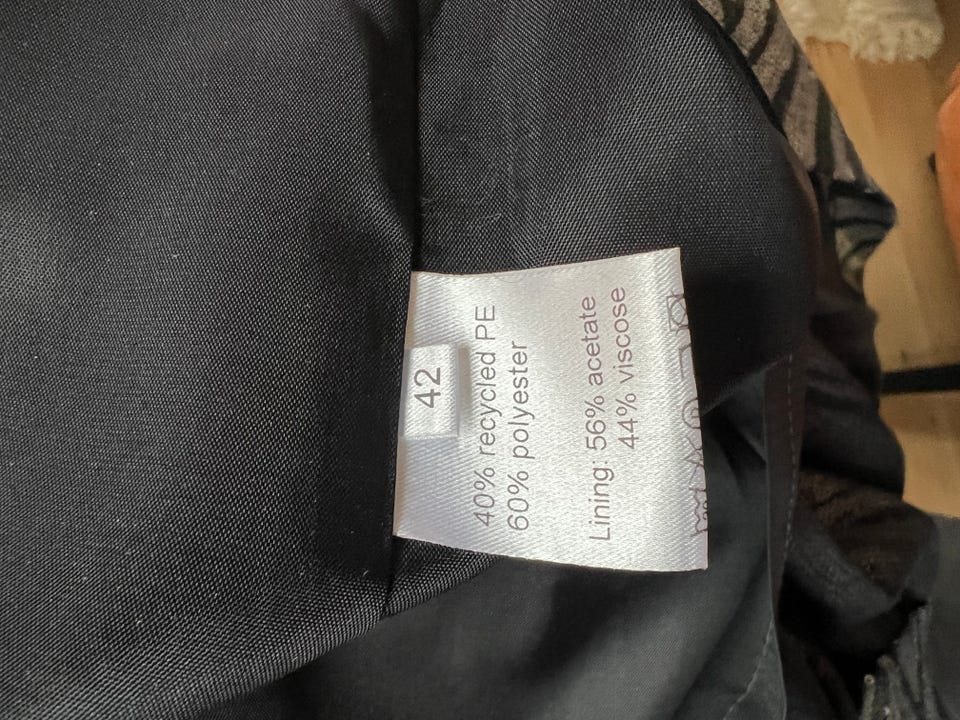 42
40% recycled PE
60% polyester
Lining: 56% acetate
44% viscose